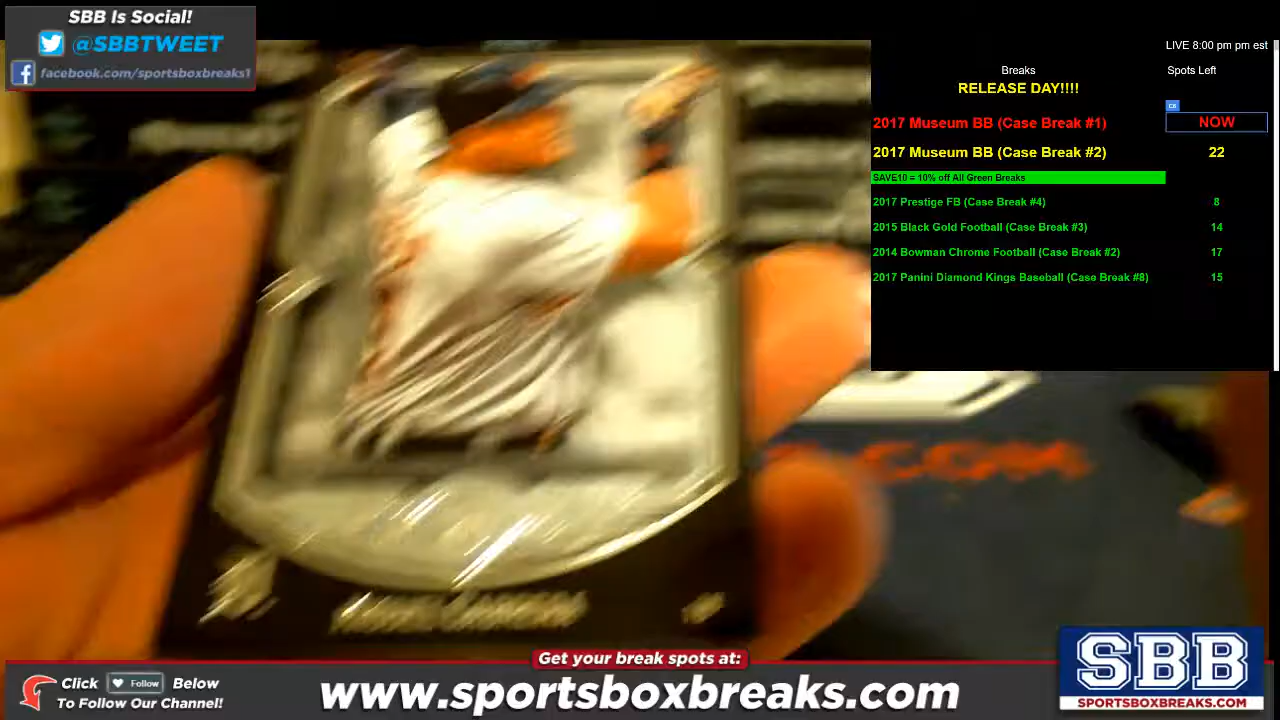 SBB Is Social!
@SBBTWEET
facebook.com/sportsboxbreaks1
LIVE 8:00 pm pm est
Breaks
Spots Left
RELEASE DAY!!!!
2017 Museum BB (Case Break #1)
NOW
2017 Museum BB (Case Break #2)
22
SAVE10 = 10% off All Green Breaks
2017 Prestige FB (Case Break #4)
8
2015 Black Gold Football (Case Break #3)
14
2014 Bowman Chrome Football (Case Break #2)
17
2017 Panini Diamond Kings Baseball (Case Break #8)
15
.COM
Get your break spots at:
Click Follow Below
To Follow Our Channel!
www.sportsboxbreaks.com
SBB
SPORTSBOXBREAKS.COM